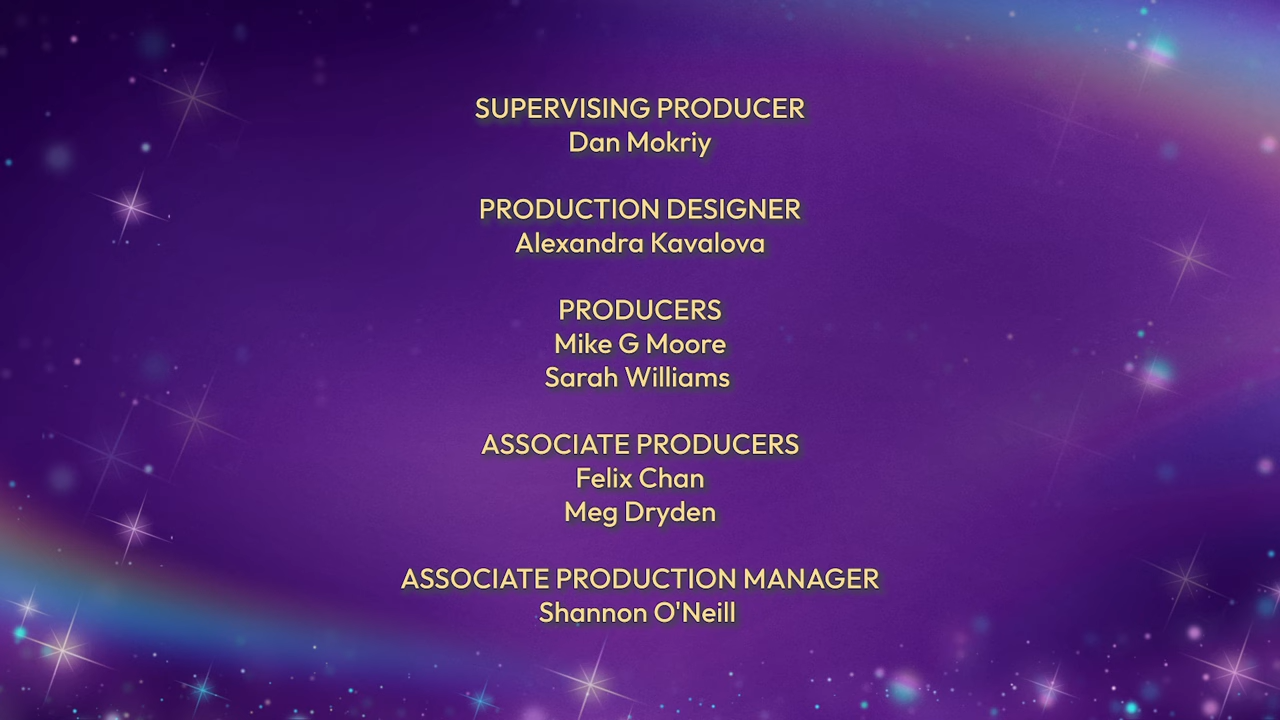 SUPERVISING PRODUCER
Dan Mokriy
PRODUCTION DESIGNER
Alexandra Kavalova
PRODUCERS
Mike G Moore
Sarah Williams
ASSOCIATE PRODUCERS
Felix Chan
Meg Dryden
ASSOCIATE PRODUCTION MANAGER
Shannon O'Neill